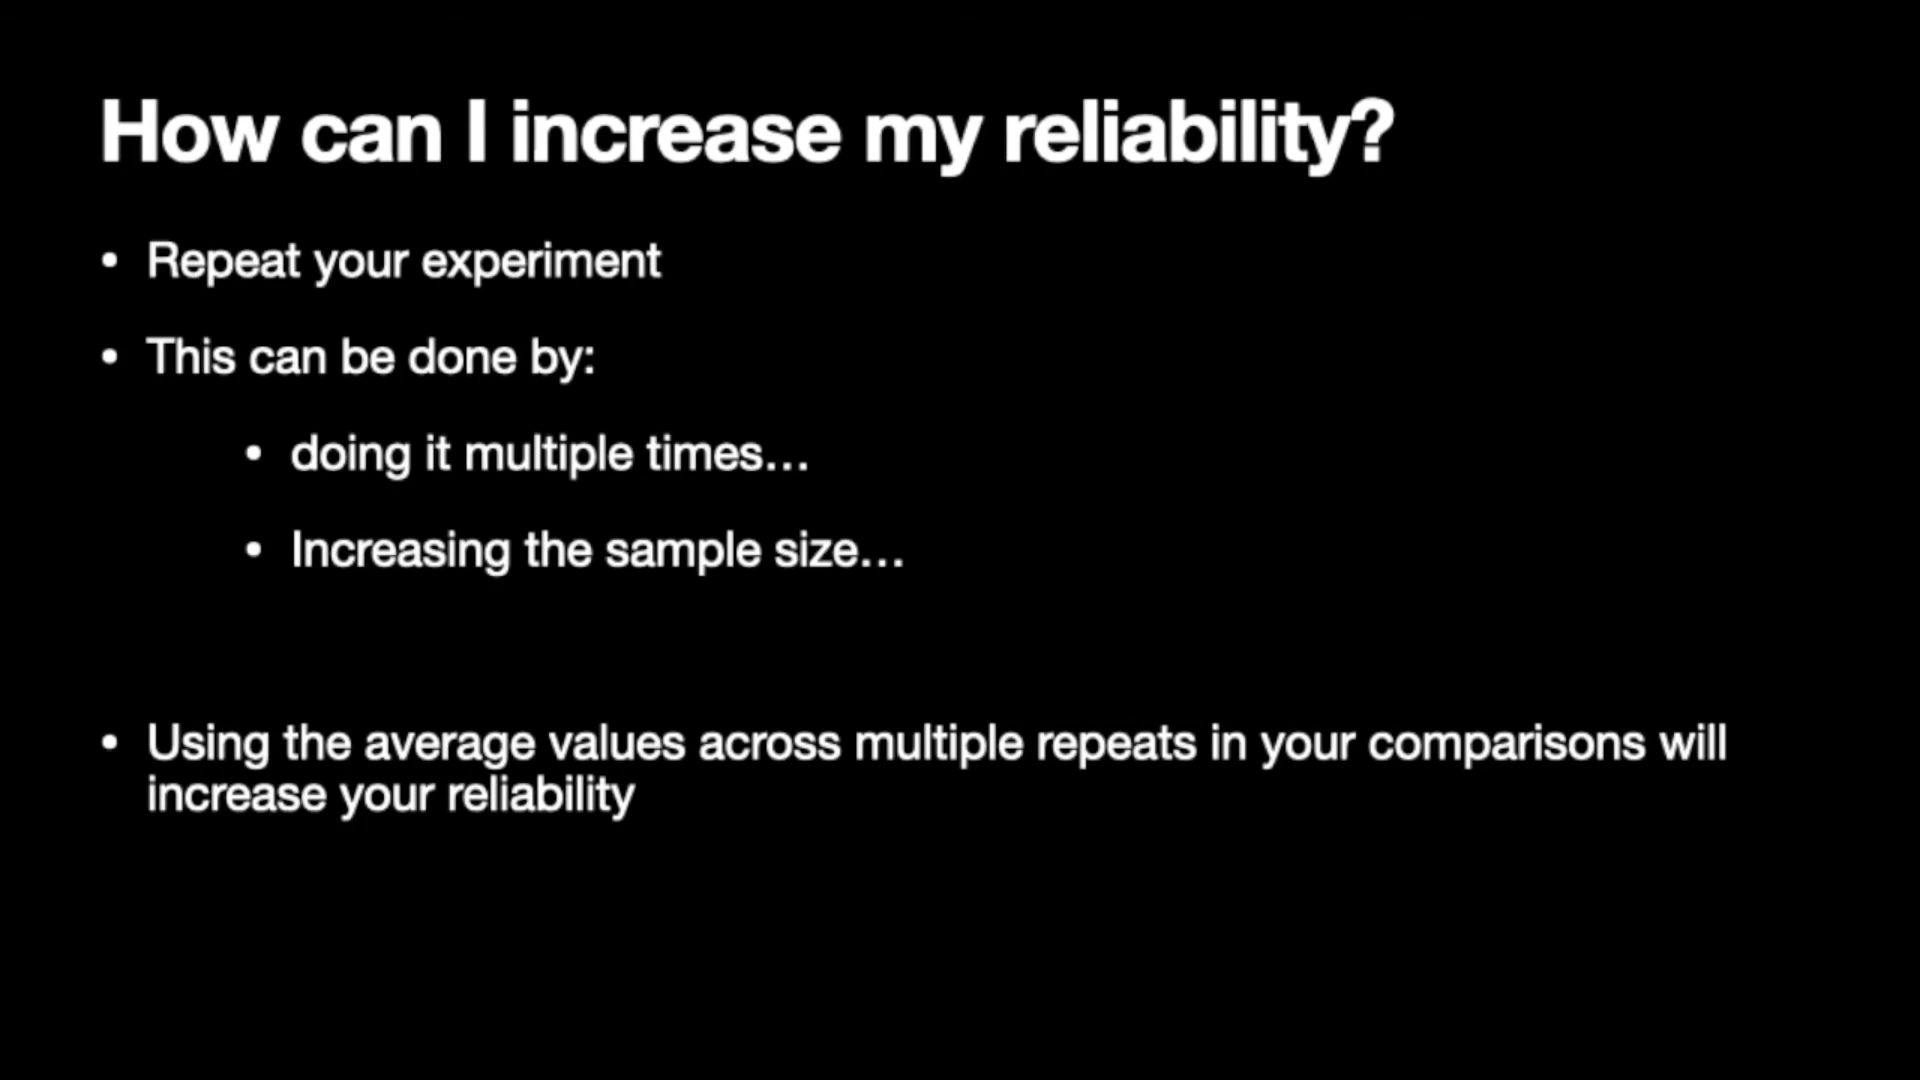 How can I increase my reliability?
• Repeat your experiment
• This can be done by:
• doing it multiple times…
• Increasing the sample size…
• Using the average values across multiple repeats in your comparisons will
increase your reliability